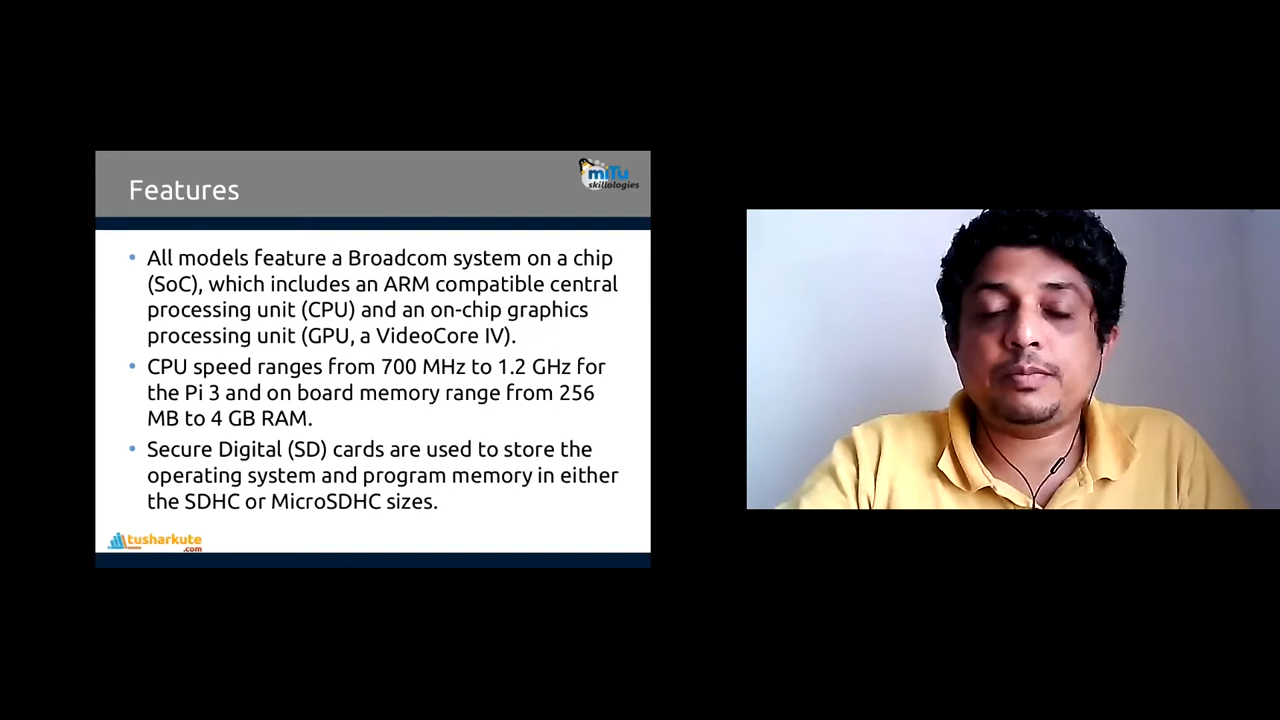 Features
miTu
skillologies
• All models feature a Broadcom system on a chip
(SoC), which includes an ARM compatible central
processing unit (CPU) and an on-chip graphics
processing unit (GPU, a VideoCore IV).
• CPU speed ranges from 700 MHz to 1.2 GHz for
the Pi 3 and on board memory range from 256
MB to 4 GB RAM.
• Secure Digital (SD) cards are used to store the
operating system and program memory in either
the SDHC or MicroSDHC sizes.
tusharkute
.com